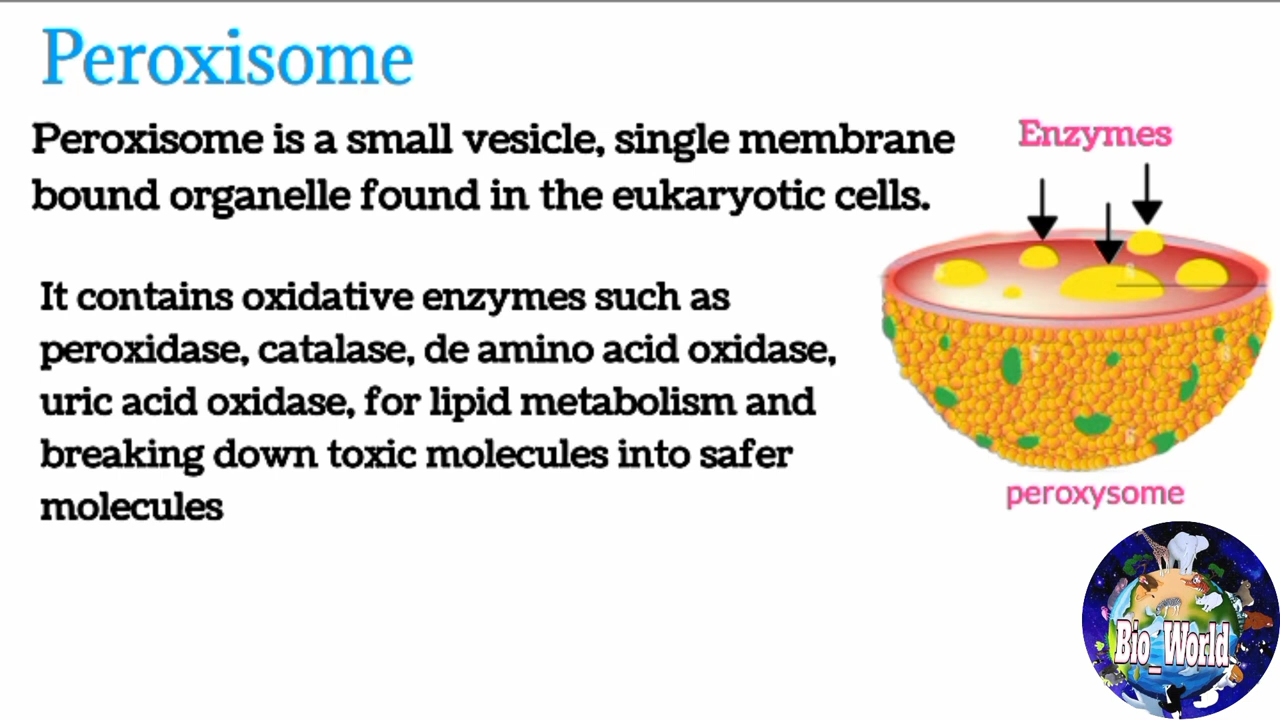 Peroxisome
Peroxisome is a small vesicle, single membrane
bound organelle found in the eukaryotic cells.
Enzymes
It contains oxidative enzymes such as
peroxidase, catalase, de amino acid oxidase,
uric acid oxidase, for lipid metabolism and
breaking down toxic molecules into safer
molecules
peroxysome
Bio_World